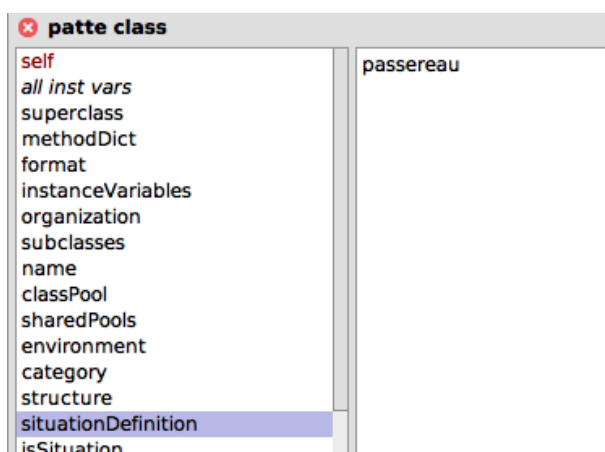 patte class
self
all inst vars
superclass
methodDict
format
instanceVariables
organization
subclasses
name
classPool
sharedPools
environment
category
structure
situationDefinition
isSituation
passereau